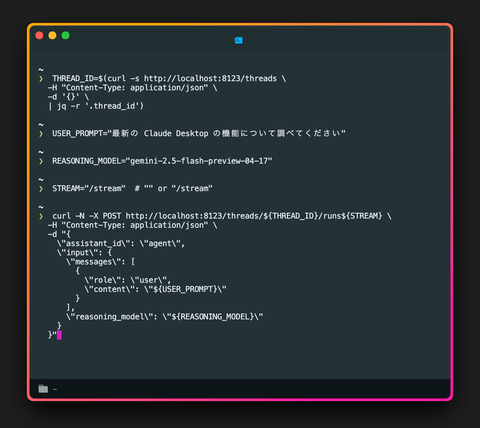 ~
❯ THREAD_ID=$(curl -s http://localhost:8123/threads \
-H "Content-Type: application/json" \
-d '{}' \
| jq -r '.thread_id')
~
❯ USER_PROMPT="最新の Claude Desktop の機能について調べてください"
~
❯ REASONING_MODEL="gemini-2.5-flash-preview-04-17"
~
❯ STREAM="/stream" # "" or "/stream"
~
❯ curl -N -X POST http://localhost:8123/threads/${THREAD_ID}/runs${STREAM} \
-H "Content-Type: application/json" \
-d "{
\"assistant_id\": \"agent\",
\"input\": {
\"messages\": [
{
\"role\": \"user\",
\"content\": \"${USER_PROMPT}\"
}
],
\"reasoning_model\": \"${REASONING_MODEL}\"
}
}"
~